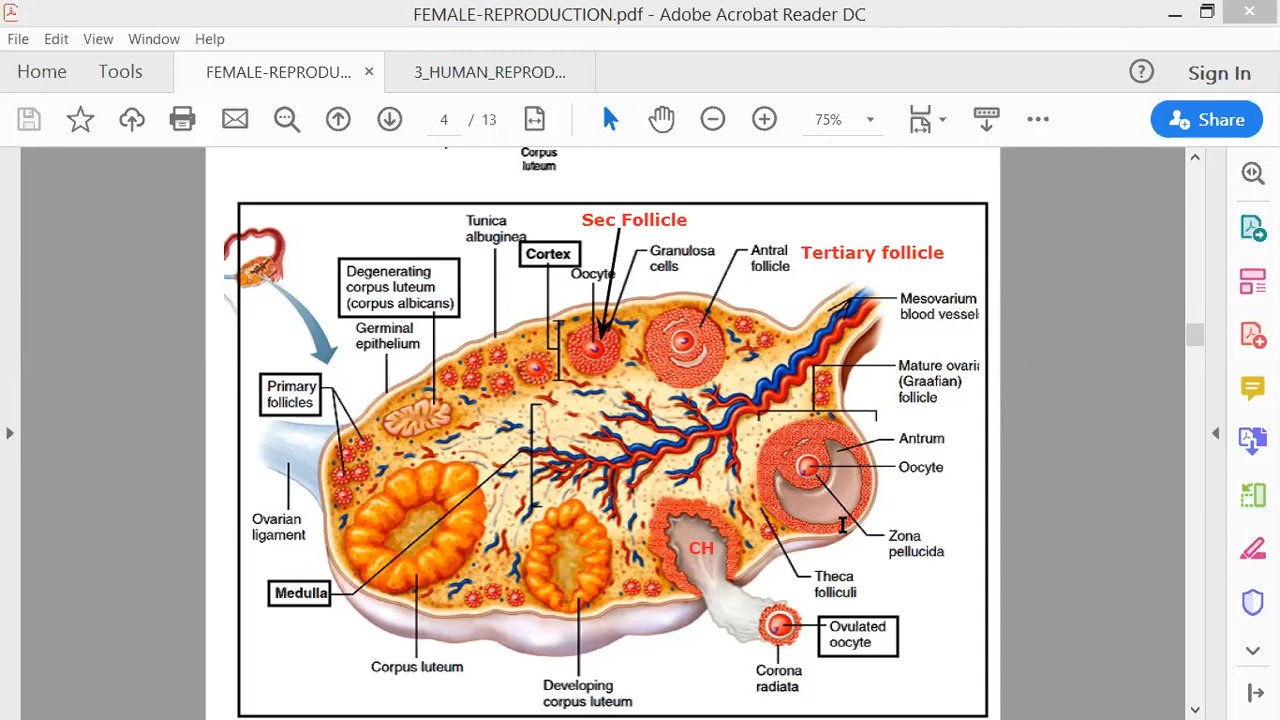 FEMALE-REPRODUCTION.pdf - Adobe Acrobat Reader DC
File Edit View Window Help
Home Tools FEMALE-REPRODU... × 3_HUMAN_REPROD... Sign In
4 / 13 75% Share
Corpus
luteum
Tunica
albuginea
Sec Follicle
Cortex
Oocyte
Granulosa
cells
Antral
follicle
Tertiary follicle
Degenerating
corpus luteum
(corpus albicans)
Germinal
epithelium
Primary
follicles
Mesovarium
blood vessels
Mature ovari
(Graafian)
follicle
Antrum
Oocyte
Ovarian
ligament
Zona
pellucida
CH
Theca
folliculi
Medulla
Ovulated
oocyte
Corpus luteum
Corona
radiata
Developing
corpus luteum